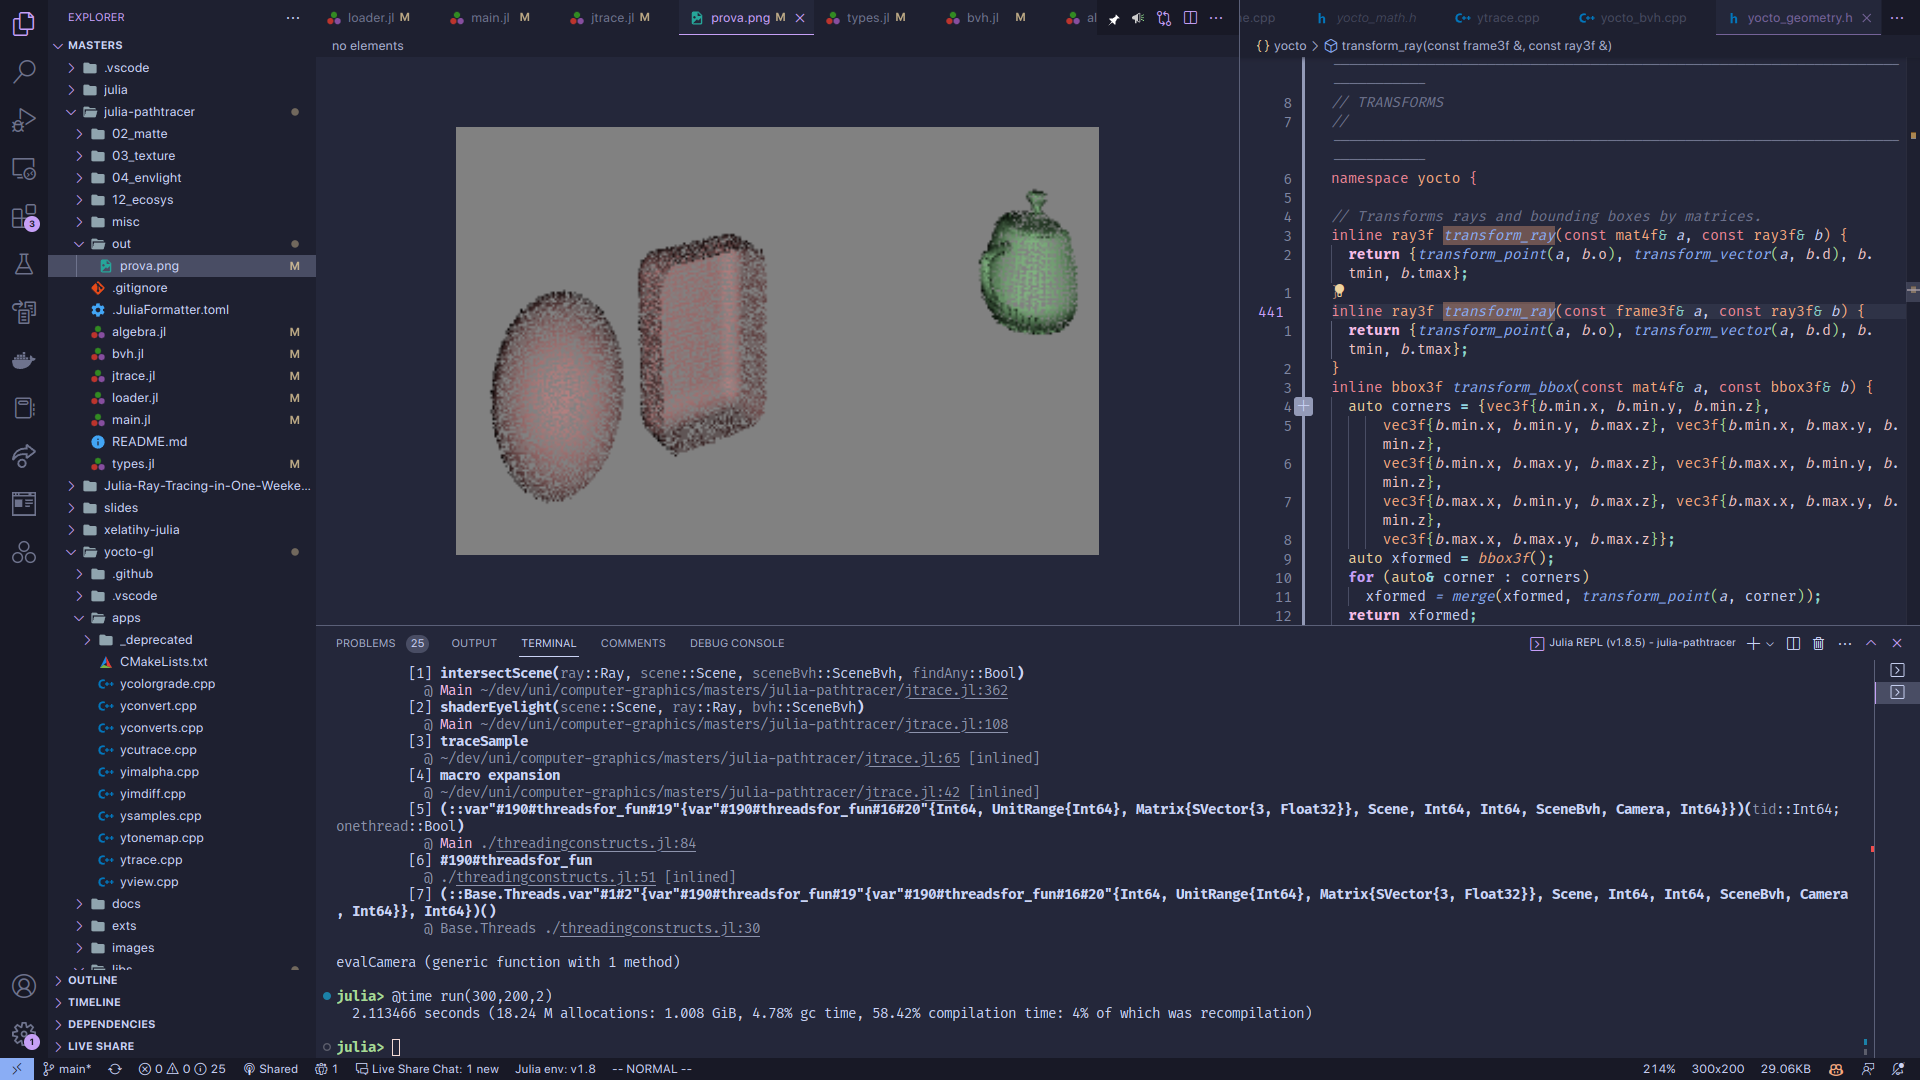 EXPLORER
MASTERS
.vscode
julia
julia-pathtracer
02_matte
03_texture
04_envlight
12_ecosys
misc
out
prova.png M
.gitignore
.JuliaFormatter.toml
algebra.jl M
bvh.jl M
jtrace.jl M
loader.jl M
main.jl M
README.md
types.jl M
Julia-Ray-Tracing-in-One-Weeke...
slides
xelatihy-julia
yocto-gl
.github
.vscode
apps
_deprecated
CMakeLists.txt
ycolorgrade.cpp
yconvert.cpp
yconverts.cpp
ycutrace.cpp
yimalpha.cpp
yimdiff.cpp
ysamples.cpp
ytonemap.cpp
ytrace.cpp
yview.cpp
docs
exts
images
libs
OUTLINE
TIMELINE
DEPENDENCIES
LIVE SHARE
3
1
loader.jl M main.jl M jtrace.jl M prova.png M types.jl M bvh.jl M al
no elements
ne.cpp yocto_math.h ytrace.cpp yocto_bvh.cpp yocto_geometry.h
{} yocto > transform_ray(const frame3f &, const ray3f &)
8 // TRANSFORMS
7 //
6 namespace yocto {
5
4 // Transforms rays and bounding boxes by matrices.
3 inline ray3f transform_ray(const mat4f& a, const ray3f& b) {
2 return {transform_point(a, b.o), transform_vector(a, b.d), b.
tmin, b.tmax};
1 }
441 inline ray3f transform_ray(const frame3f& a, const ray3f& b) {
1 return {transform_point(a, b.o), transform_vector(a, b.d), b.
tmin, b.tmax};
2 }
3 inline bbox3f transform_bbox(const mat4f& a, const bbox3f& b) {
4 auto corners = {vec3f{b.min.x, b.min.y, b.min.z},
5 vec3f{b.min.x, b.min.y, b.max.z}, vec3f{b.min.x, b.max.y, b.
min.z},
6 vec3f{b.min.x, b.max.y, b.max.z}, vec3f{b.max.x, b.min.y, b.
min.z},
7 vec3f{b.max.x, b.min.y, b.max.z}, vec3f{b.max.x, b.max.y, b.
min.z},
8 vec3f{b.max.x, b.max.y, b.max.z}};
9 auto xformed = bbox3f();
10 for (auto& corner : corners)
11 xformed = merge(xformed, transform_point(a, corner));
12 return xformed;
PROBLEMS 25 OUTPUT TERMINAL COMMENTS DEBUG CONSOLE
Julia REPL (v1.8.5) - julia-pathtracer
[1] intersectScene(ray::Ray, scene::Scene, sceneBvh::SceneBvh, findAny::Bool)
@ Main ~/dev/uni/computer-graphics/masters/julia-pathtracer/jtrace.jl:362
[2] shaderEyelight(scene::Scene, ray::Ray, bvh::SceneBvh)
@ Main ~/dev/uni/computer-graphics/masters/julia-pathtracer/jtrace.jl:108
[3] traceSample
@ ~/dev/uni/computer-graphics/masters/julia-pathtracer/jtrace.jl:65 [inlined]
[4] macro expansion
@ ~/dev/uni/computer-graphics/masters/julia-pathtracer/jtrace.jl:42 [inlined]
[5] (::var"#190#threadsfor_fun#19"{var"#190#threadsfor_fun#16#20"{Int64, UnitRange{Int64}, Matrix{SVector{3, Float32}}, Scene, Int64, Int64, SceneBvh, Camera, Int64}})(tid::Int64;
onethread::Bool)
@ Main ./threadingconstructs.jl:84
[6] #190#threadsfor_fun
@ ./threadingconstructs.jl:51 [inlined]
[7] (::Base.Threads.var"#1#2"{var"#190#threadsfor_fun#19"{var"#190#threadsfor_fun#16#20"{Int64, UnitRange{Int64}, Matrix{SVector{3, Float32}}, Scene, Int64, Int64, SceneBvh, Camera
, Int64}}, Int64})()
@ Base.Threads ./threadingconstructs.jl:30
evalCamera (generic function with 1 method)
julia> @time run(300,200,2)
2.113466 seconds (18.24 M allocations: 1.008 GiB, 4.78% gc time, 58.42% compilation time: 4% of which was recompilation)
julia>
main* 0 0 25 Shared 1 Live Share Chat: 1 new Julia env: v1.8 -- NORMAL -- 214% 300x200 29.06KB